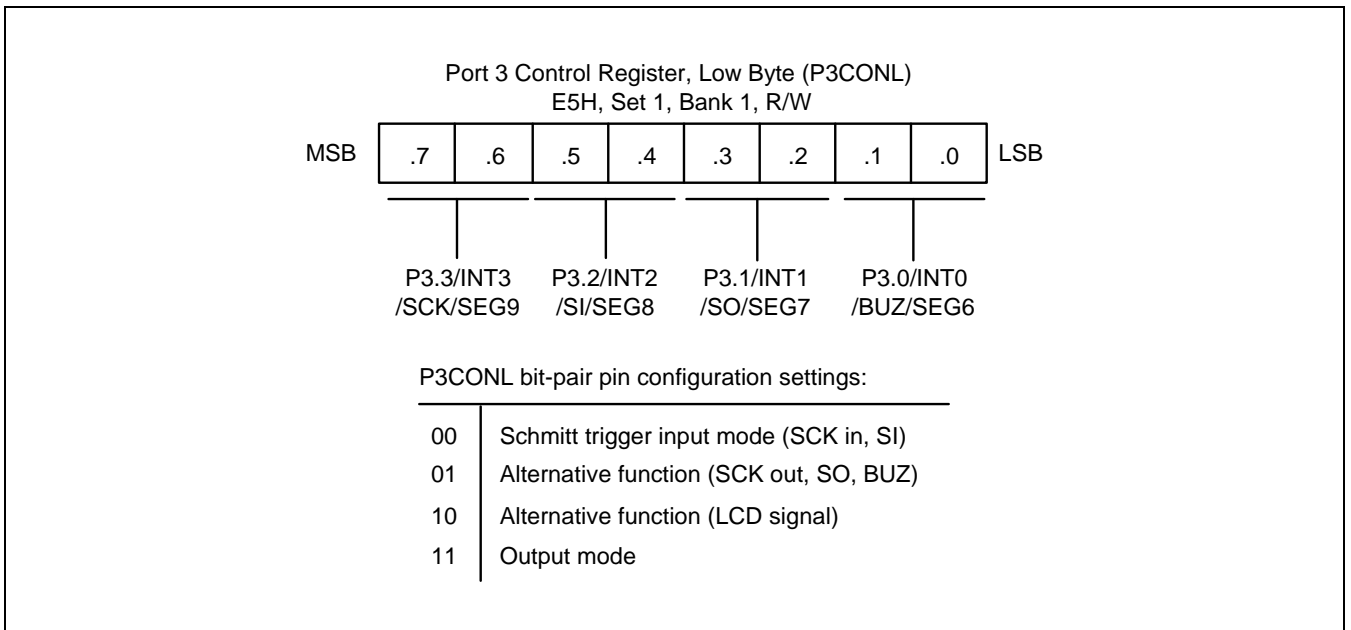 Port 3 Control Register, Low Byte (P3CONL)
E5H, Set 1, Bank 1, R/W
MSB .7 .6 .5 .4 .3 .2 .1 .0 LSB
P3.3/INT3 P3.2/INT2 P3.1/INT1 P3.0/INT0
/SCK/SEG9 /SI/SEG8 /SO/SEG7 /BUZ/SEG6
P3CONL bit-pair pin configuration settings:
00 Schmitt trigger input mode (SCK in, SI)
01 Alternative function (SCK out, SO, BUZ)
10 Alternative function (LCD signal)
11 Output mode